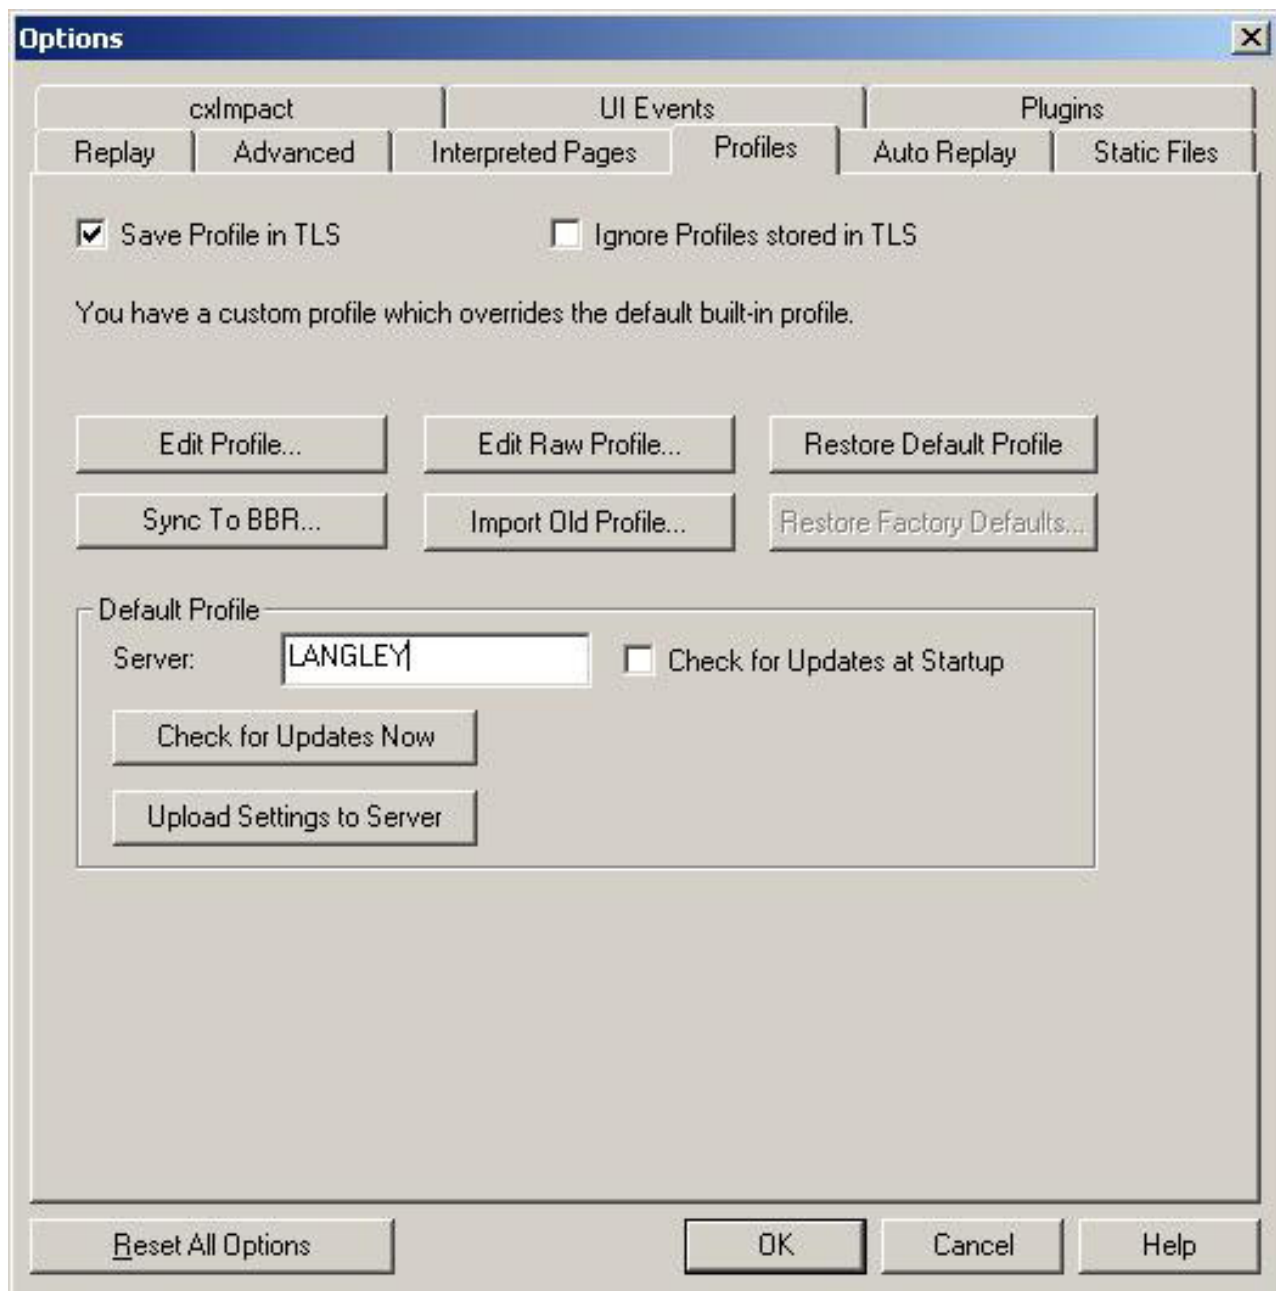 Options
cxImpact UI Events Plugins
Replay Advanced Interpreted Pages Profiles Auto Replay Static Files
Save Profile in TLS Ignore Profiles stored in TLS
You have a custom profile which overrides the default built-in profile.
Edit Profile... Edit Raw Profile... Restore Default Profile
Sync To BBR... Import Old Profile... Restore Factory Defaults...
Default Profile
Server: LANGLEY Check for Updates at Startup
Check for Updates Now
Upload Settings to Server
Reset All Options OK Cancel Help